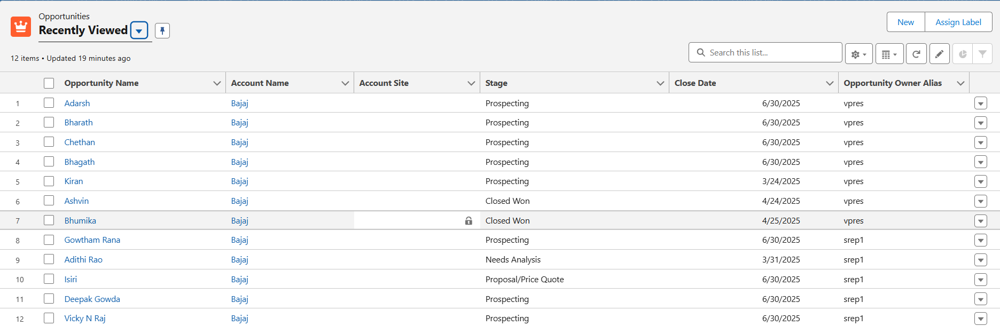 Opportunities
Recently Viewed
New Assign Label
12 items • Updated 19 minutes ago
Search this list...
Opportunity Name Account Name Account Site Stage Close Date Opportunity Owner Alias
1 Adarsh Bajaj Prospecting 6/30/2025 vpres
2 Bharath Bajaj Prospecting 6/30/2025 vpres
3 Chethan Bajaj Prospecting 6/30/2025 vpres
4 Bhagath Bajaj Prospecting 6/30/2025 vpres
5 Kiran Bajaj Prospecting 3/24/2025 vpres
6 Ashvin Bajaj Closed Won 4/24/2025 vpres
7 Bhumika Bajaj Closed Won 4/25/2025 vpres
8 Gowtham Rana Bajaj Prospecting 6/30/2025 srep1
9 Adithi Rao Bajaj Needs Analysis 3/31/2025 srep1
10 Isiri Bajaj Proposal/Price Quote 6/30/2025 srep1
11 Deepak Gowda Bajaj Prospecting 6/30/2025 srep1
12 Vicky N Raj Bajaj Prospecting 6/30/2025 srep1